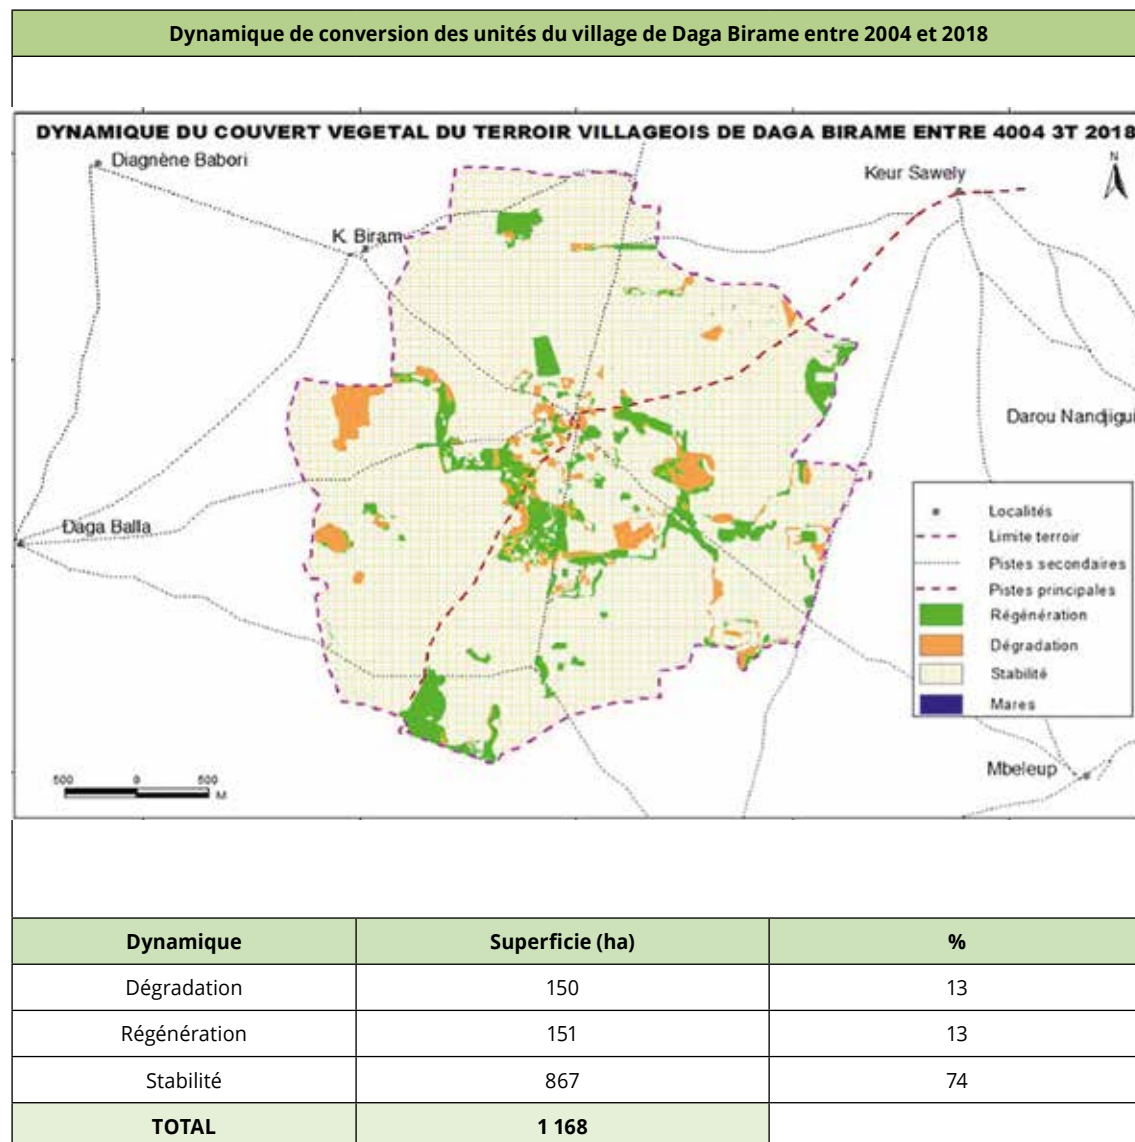 Dynamique de conversion des unités du village de Daga Birame entre 2004 et 2018
DYNAMIQUE DU COUVERT VEGETAL DU TERROIR VILLAGEOIS DE DAGA BIRAME ENTRE 4004 3T 2018
Diagnène Babori
Keur Sawely
N
K. Biram
Darou Nandjigui
Daga Balla
Localités
Limite terroir
Pistes secondaires
Pistes principales
Régénération
Dégradation
Stabilité
Mares
Mbeleup
500 0 500
M
Dynamique Superficie (ha) %
Dégradation 150 13
Régénération 151 13
Stabilité 867 74
TOTAL 1 168